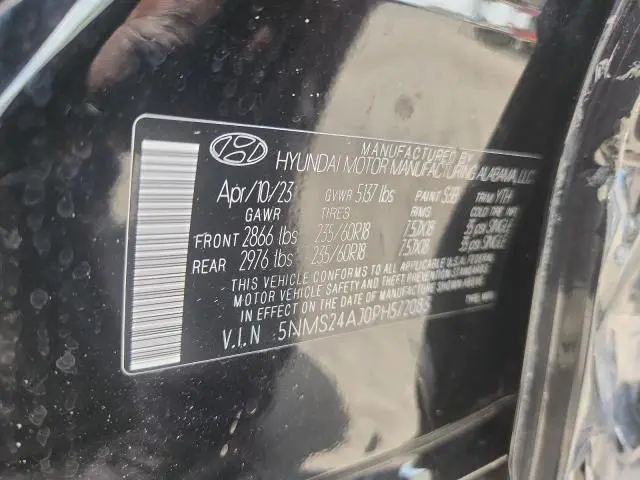 MANUFACTURED BY
HYUNDAI MOTOR MANUFACTURING ALABAMA, LLC
Apr/10/23 GVWR 5137 lbs PAINT TRIM
GAWR TIRES RIMS COLD TIRE
FRONT 2866 lbs 235/60R18 7.5JX18 35 psi SINGLE
REAR 2976 lbs 235/60R18 7.5JX18 35 psi SINGLE
THIS VEHICLE CONFORMS TO ALL APPLICABLE U.S.A. FEDERAL
MOTOR VEHICLE SAFETY AND THEFT PREVENTION STANDARDS
IN EFFECT ON THE DATE OF MANUFACTURE
V.I.N 5NMS24AJ0PH572085